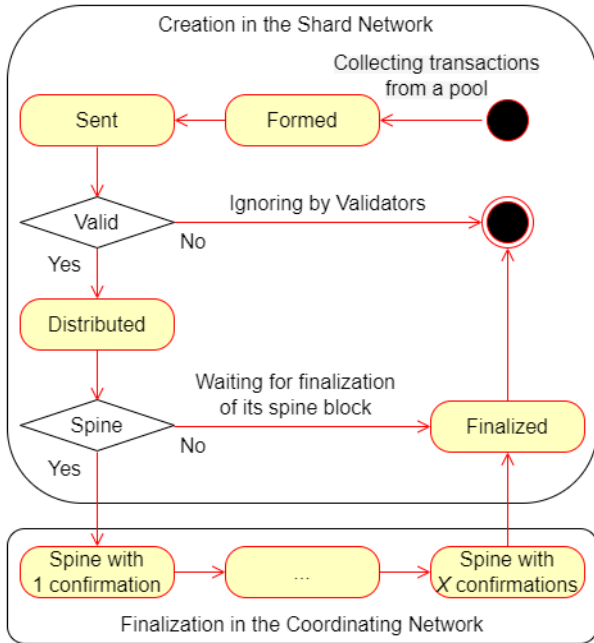 Creation in the Shard Network
Collecting transactions
from a pool
Sent
Formed
Valid
Ignoring by Validators
No
Yes
Distributed
Waiting for finalization
of its spine block
Spine
No
Finalized
Yes
Spine with
1 confirmation
...
Spine with
X confirmations
Finalization in the Coordinating Network